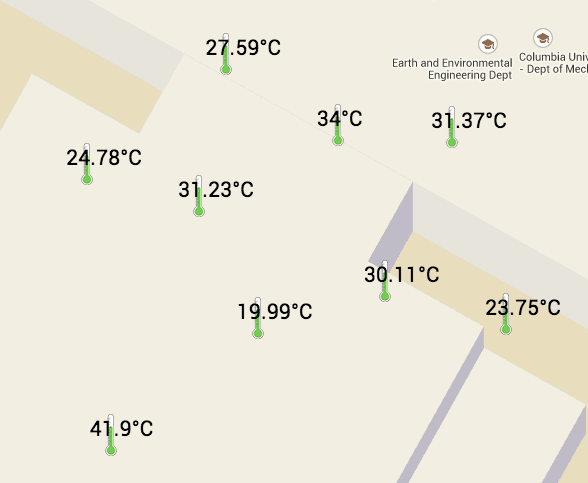 27.59°C
Earth and Environmental
Engineering Dept
Columbia Univ
- Dept of Mecl
34°C
31.37°C
24.78°C
31.23°C
30.11°C
19.99°C
23.75°C
41.9°C